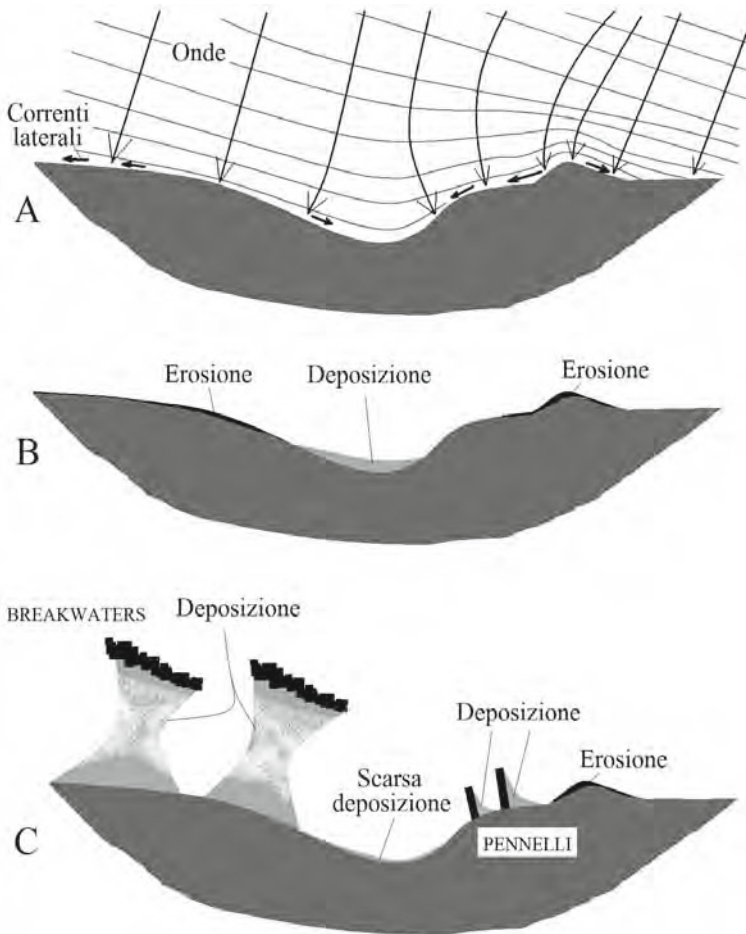 Onde
Correnti
laterali
A
Erosione
Deposizione
Erosione
B
BREAKWATERS
Deposizione
Deposizione
Erosione
Scarsa
deposizione
PENNELLI
C